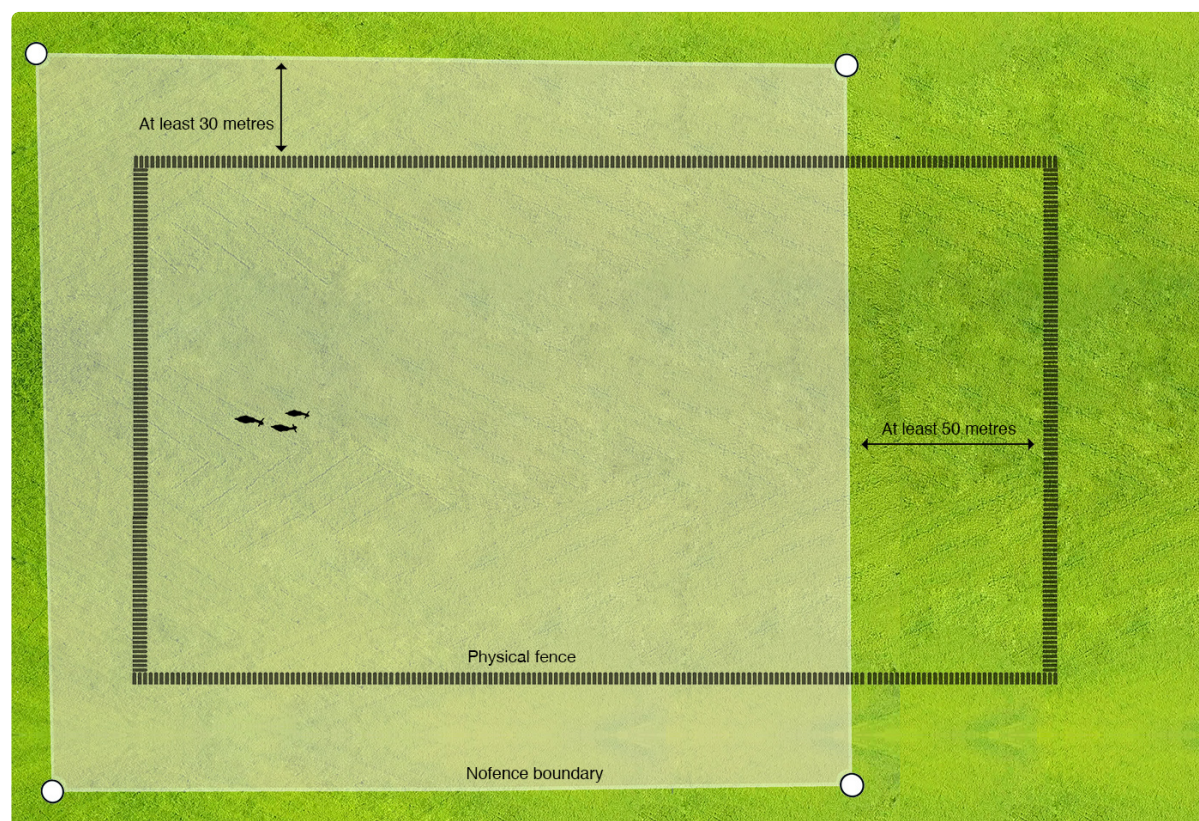 At least 30 metres
At least 50 metres
Physical fence
Nofence boundary